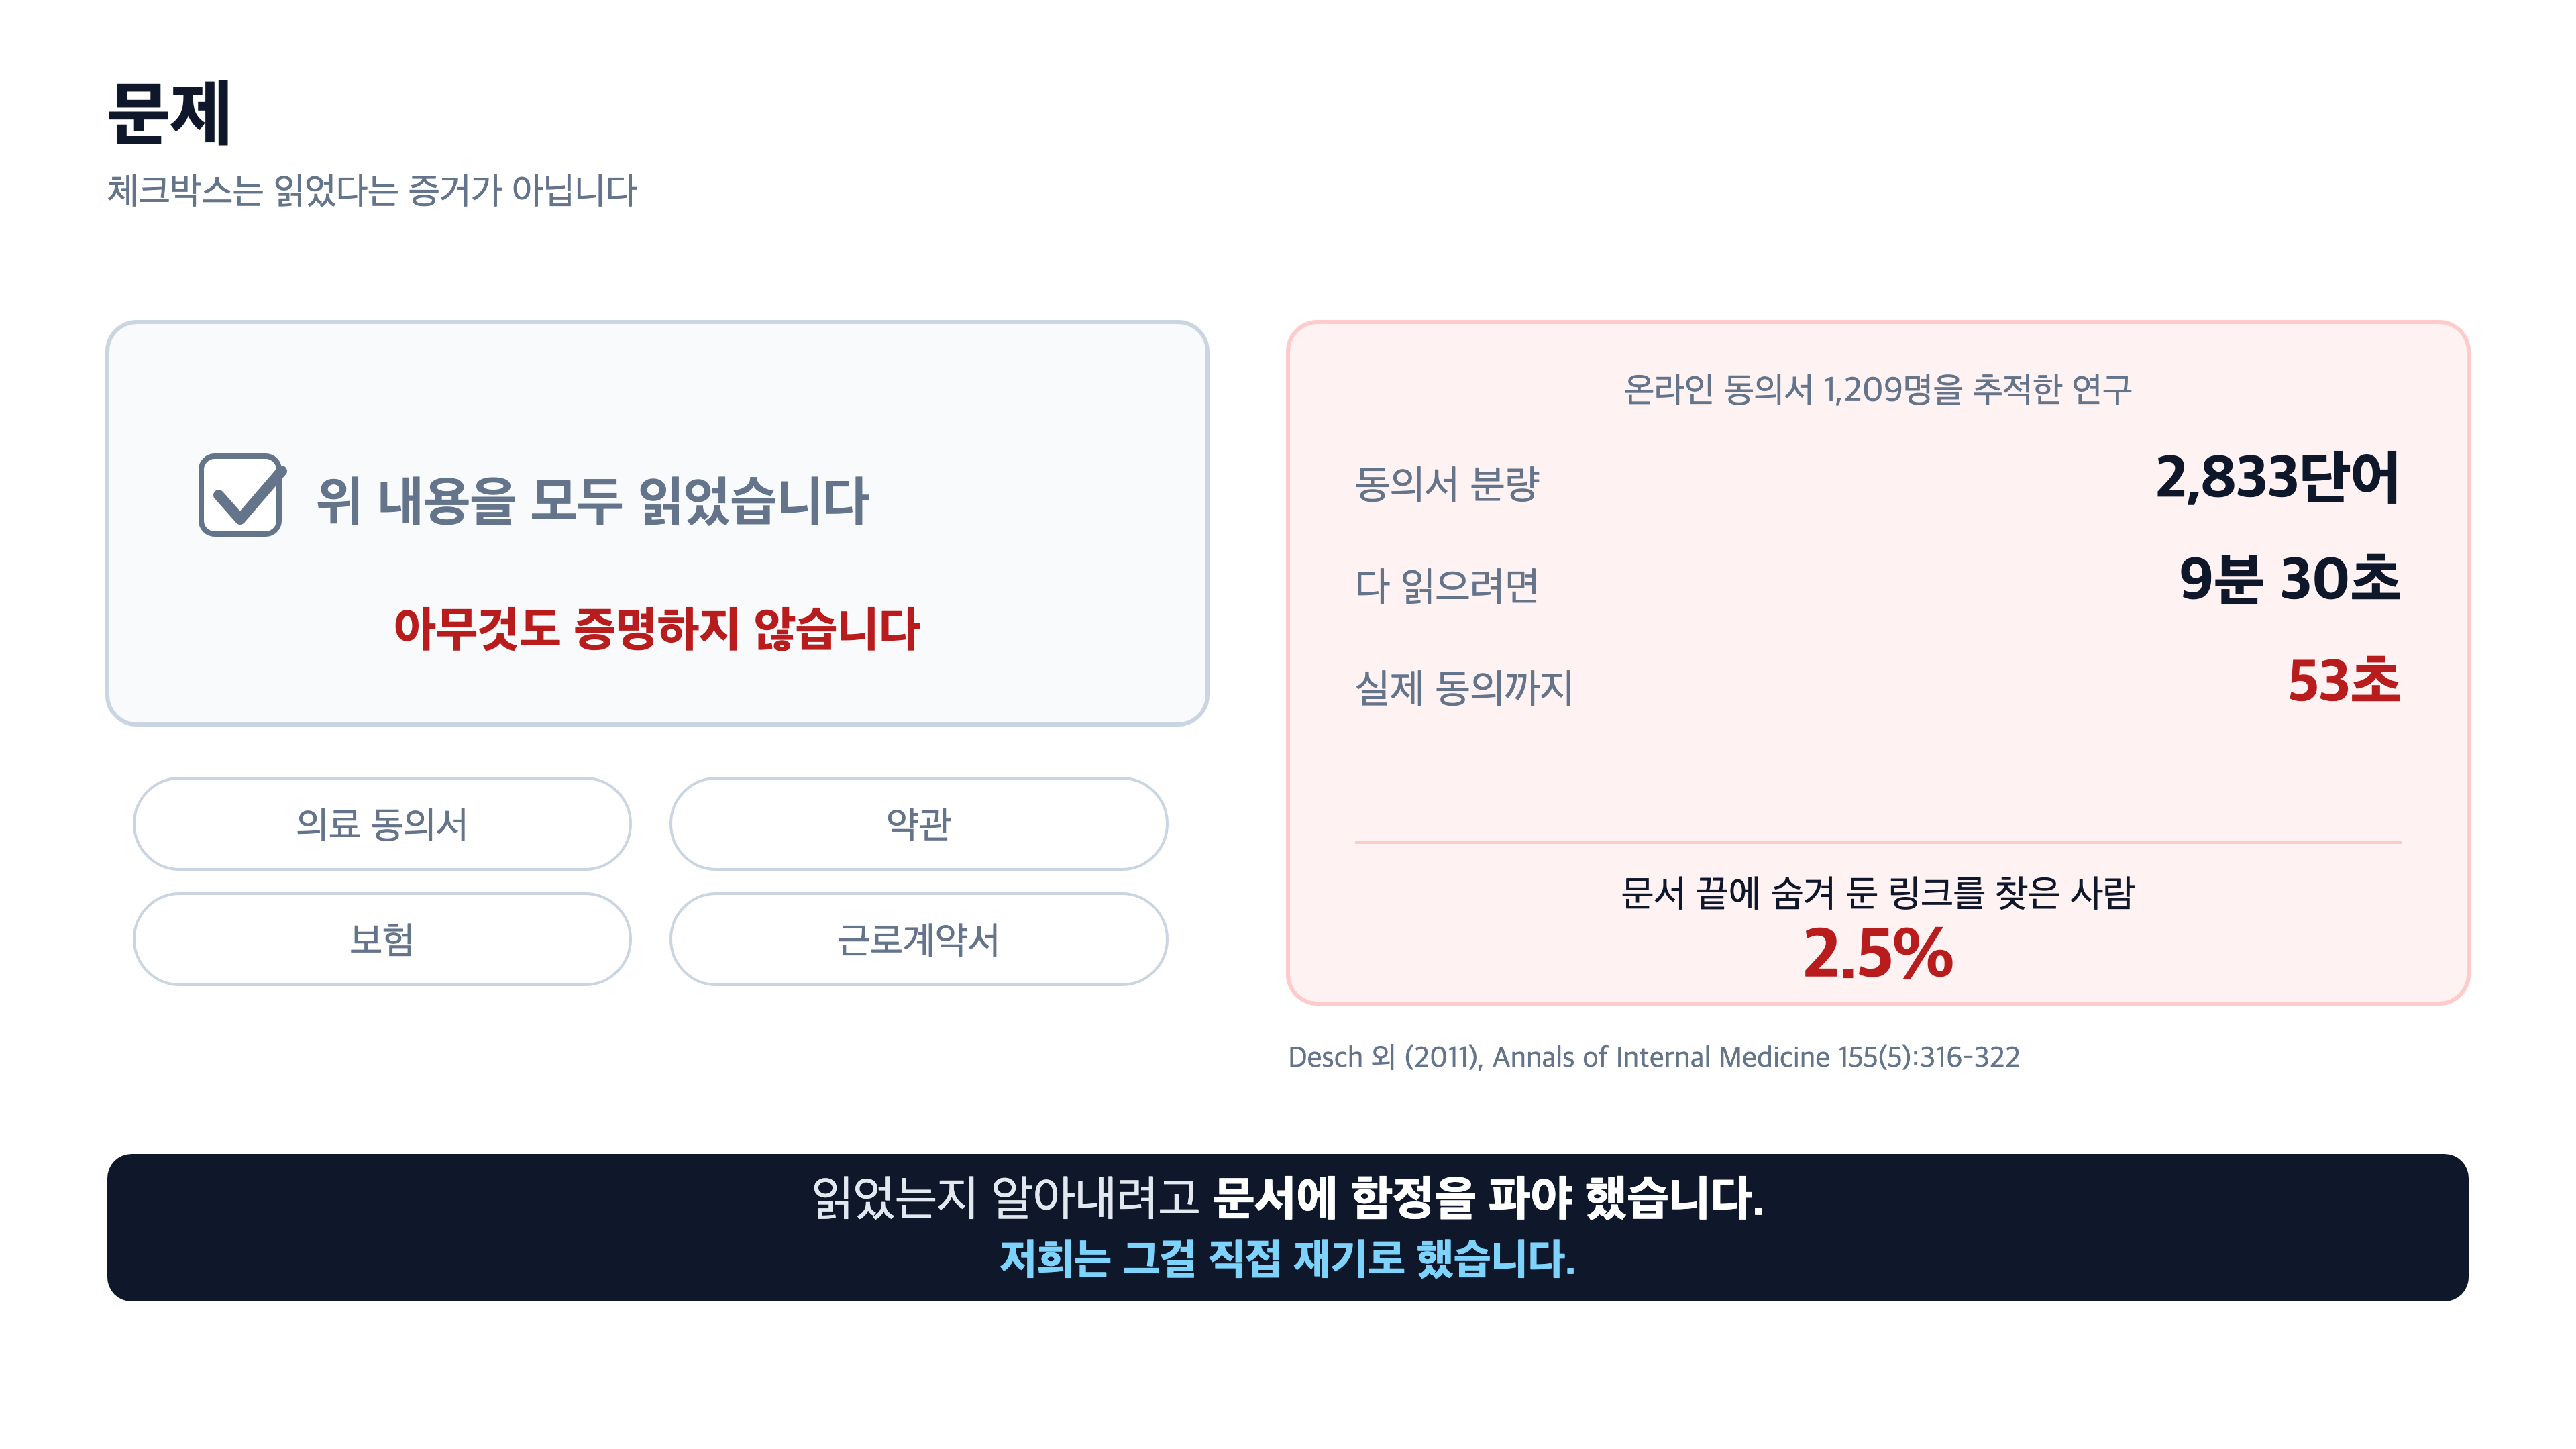 문제
체크박스는 읽었다는 증거가 아닙니다
위 내용을 모두 읽었습니다
아무것도 증명하지 않습니다
의료 동의서
약관
보험
근로계약서
온라인 동의서 1,209명을 추적한 연구
동의서 분량 2,833단어
다 읽으려면 9분 30초
실제 동의까지 53초
문서 끝에 숨겨 둔 링크를 찾은 사람
2.5%
Desch 외 (2011), Annals of Internal Medicine 155(5):316-322
읽었는지 알아내려고 문서에 함정을 파야 했습니다.
저희는 그걸 직접 재기로 했습니다.